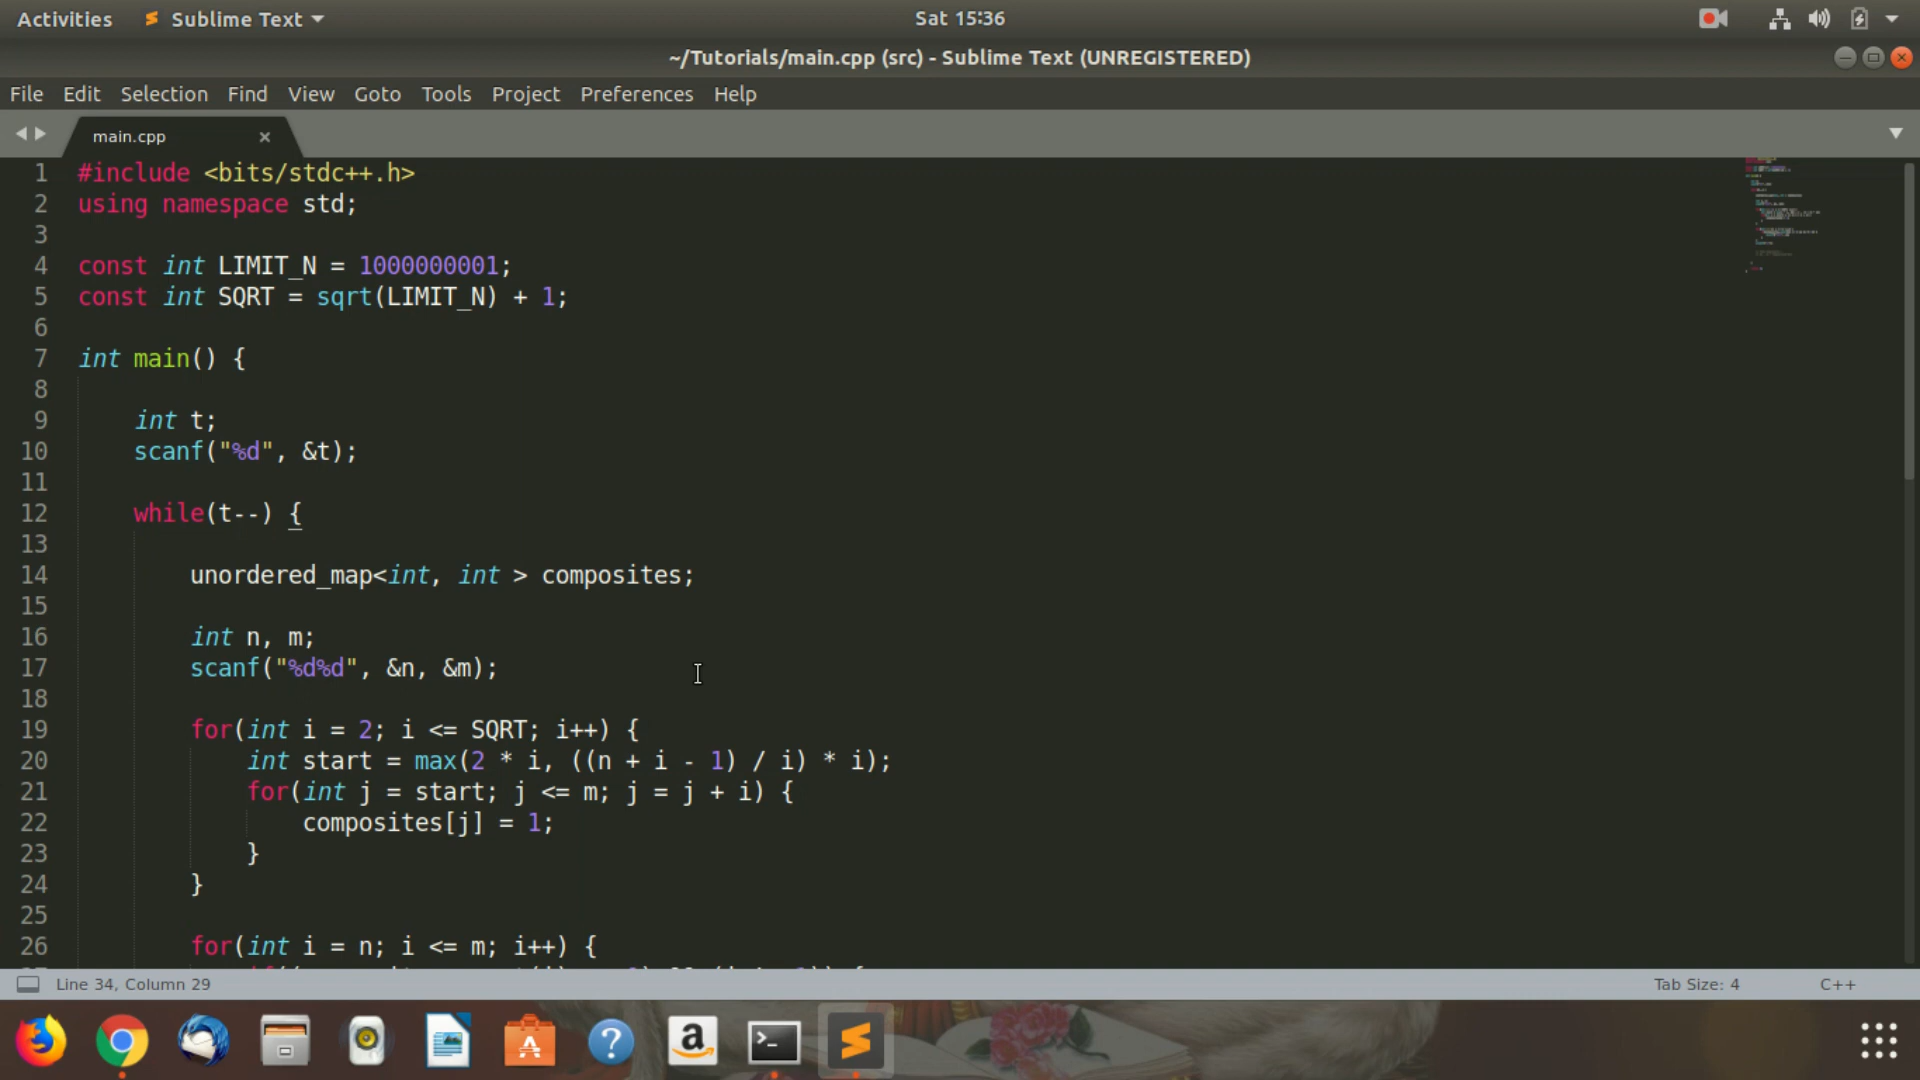 Activities Sublime Text Sat 15:36
~/Tutorials/main.cpp (src) - Sublime Text (UNREGISTERED)
File Edit Selection Find View Goto Tools Project Preferences Help
main.cpp ×
1 #include <bits/stdc++.h>
2 using namespace std;
3
4 const int LIMIT_N = 1000000001;
5 const int SQRT = sqrt(LIMIT_N) + 1;
6
7 int main() {
8
9 int t;
10 scanf("%d", &t);
11
12 while(t--) {
13
14 unordered_map<int, int > composites;
15
16 int n, m;
17 scanf("%d%d", &n, &m);
18
19 for(int i = 2; i <= SQRT; i++) {
20 int start = max(2 * i, ((n + i - 1) / i) * i);
21 for(int j = start; j <= m; j = j + i) {
22 composites[j] = 1;
23 }
24 }
25
26 for(int i = n; i <= m; i++) {
Line 34, Column 29 Tab Size: 4 C++